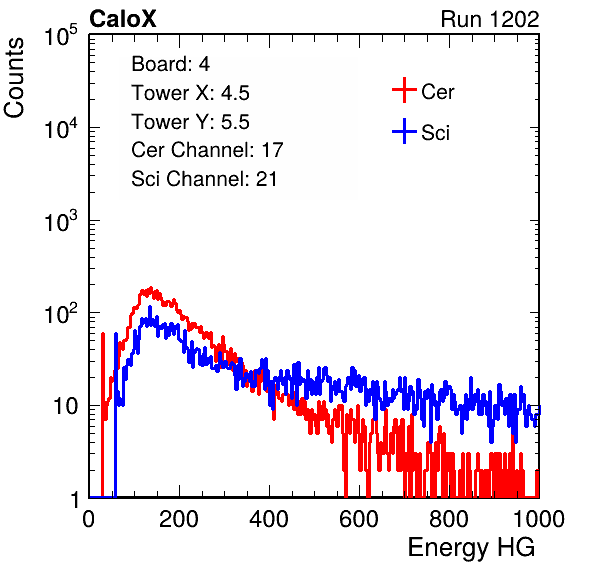 CaloX Run 1202
Counts
Board: 4
Tower X: 4.5
Tower Y: 5.5
Cer Channel: 17
Sci Channel: 21
Cer
Sci
10^5
10^4
10^3
10^2
10
1
0 200 400 600 800 1000
Energy HG